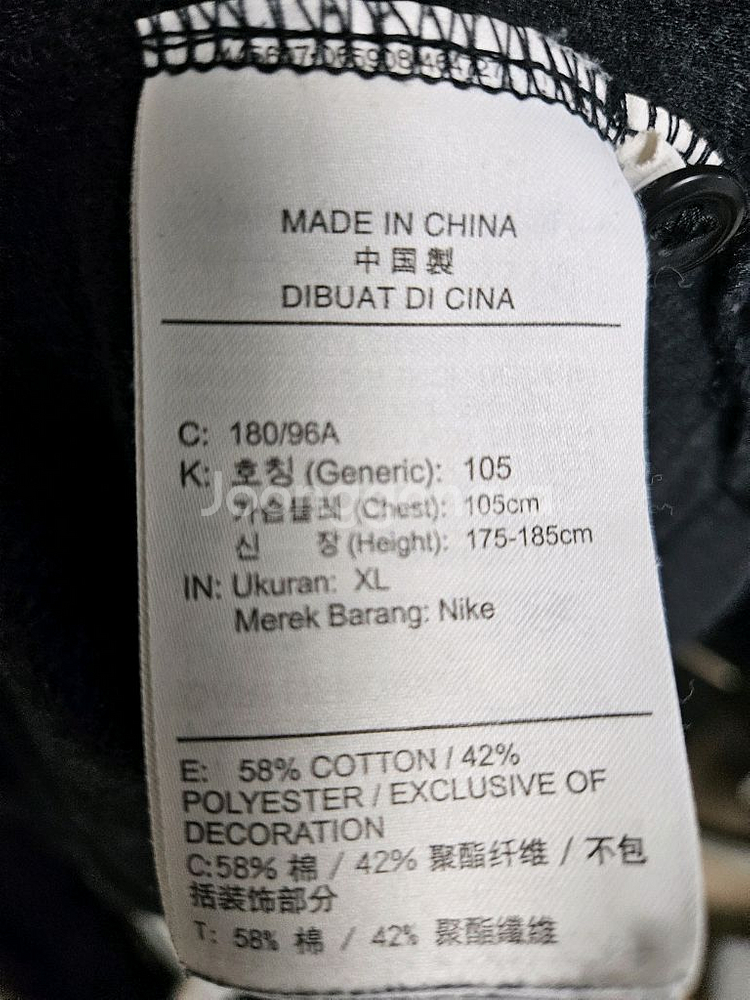 MADE IN CHINA
中国製
DIBUAT DI CINA
C: 180/96A
K: 호칭 (Generic): 105
가슴둘레 (Chest): 105cm
신 장 (Height): 175-185cm
IN: Ukuran: XL
Merek Barang: Nike
E: 58% COTTON / 42%
POLYESTER / EXCLUSIVE OF
DECORATION
C:58% 棉 / 42% 聚酯纤维 / 不包
括装饰部分
T: 58% 棉 / 42% 聚酯纖維